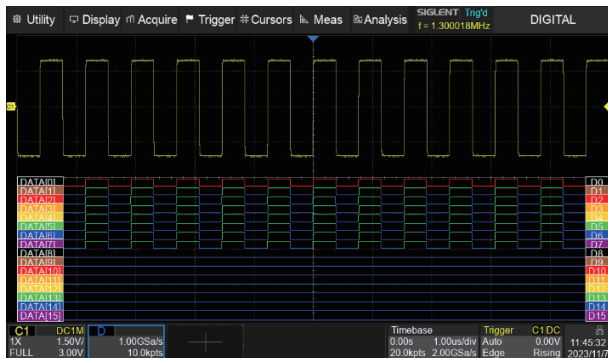 Utility Display Acquire Trigger Cursors Meas Analysis SIGLENT Trig'd DIGITAL
f = 1.300018MHz
C1
DATA[0] D0
DATA[1] D1
DATA[2] D2
DATA[3] D3
DATA[4] D4
DATA[5] D5
DATA[6] D6
DATA[7] D7
DATA[8] D8
DATA[9] D9
DATA[10] D10
DATA[11] D11
DATA[12] D12
DATA[13] D13
DATA[14] D14
DATA[15] D15
C1 DC1M D Timebase Trigger C1 DC
1X 1.50V/ 1.00GSa/s 0.00s 1.00us/div Auto 0.00V 11:45:32
FULL 3.00V 10.0kpts 20.0kpts 2.00GSa/s Edge Rising 2023/11/7